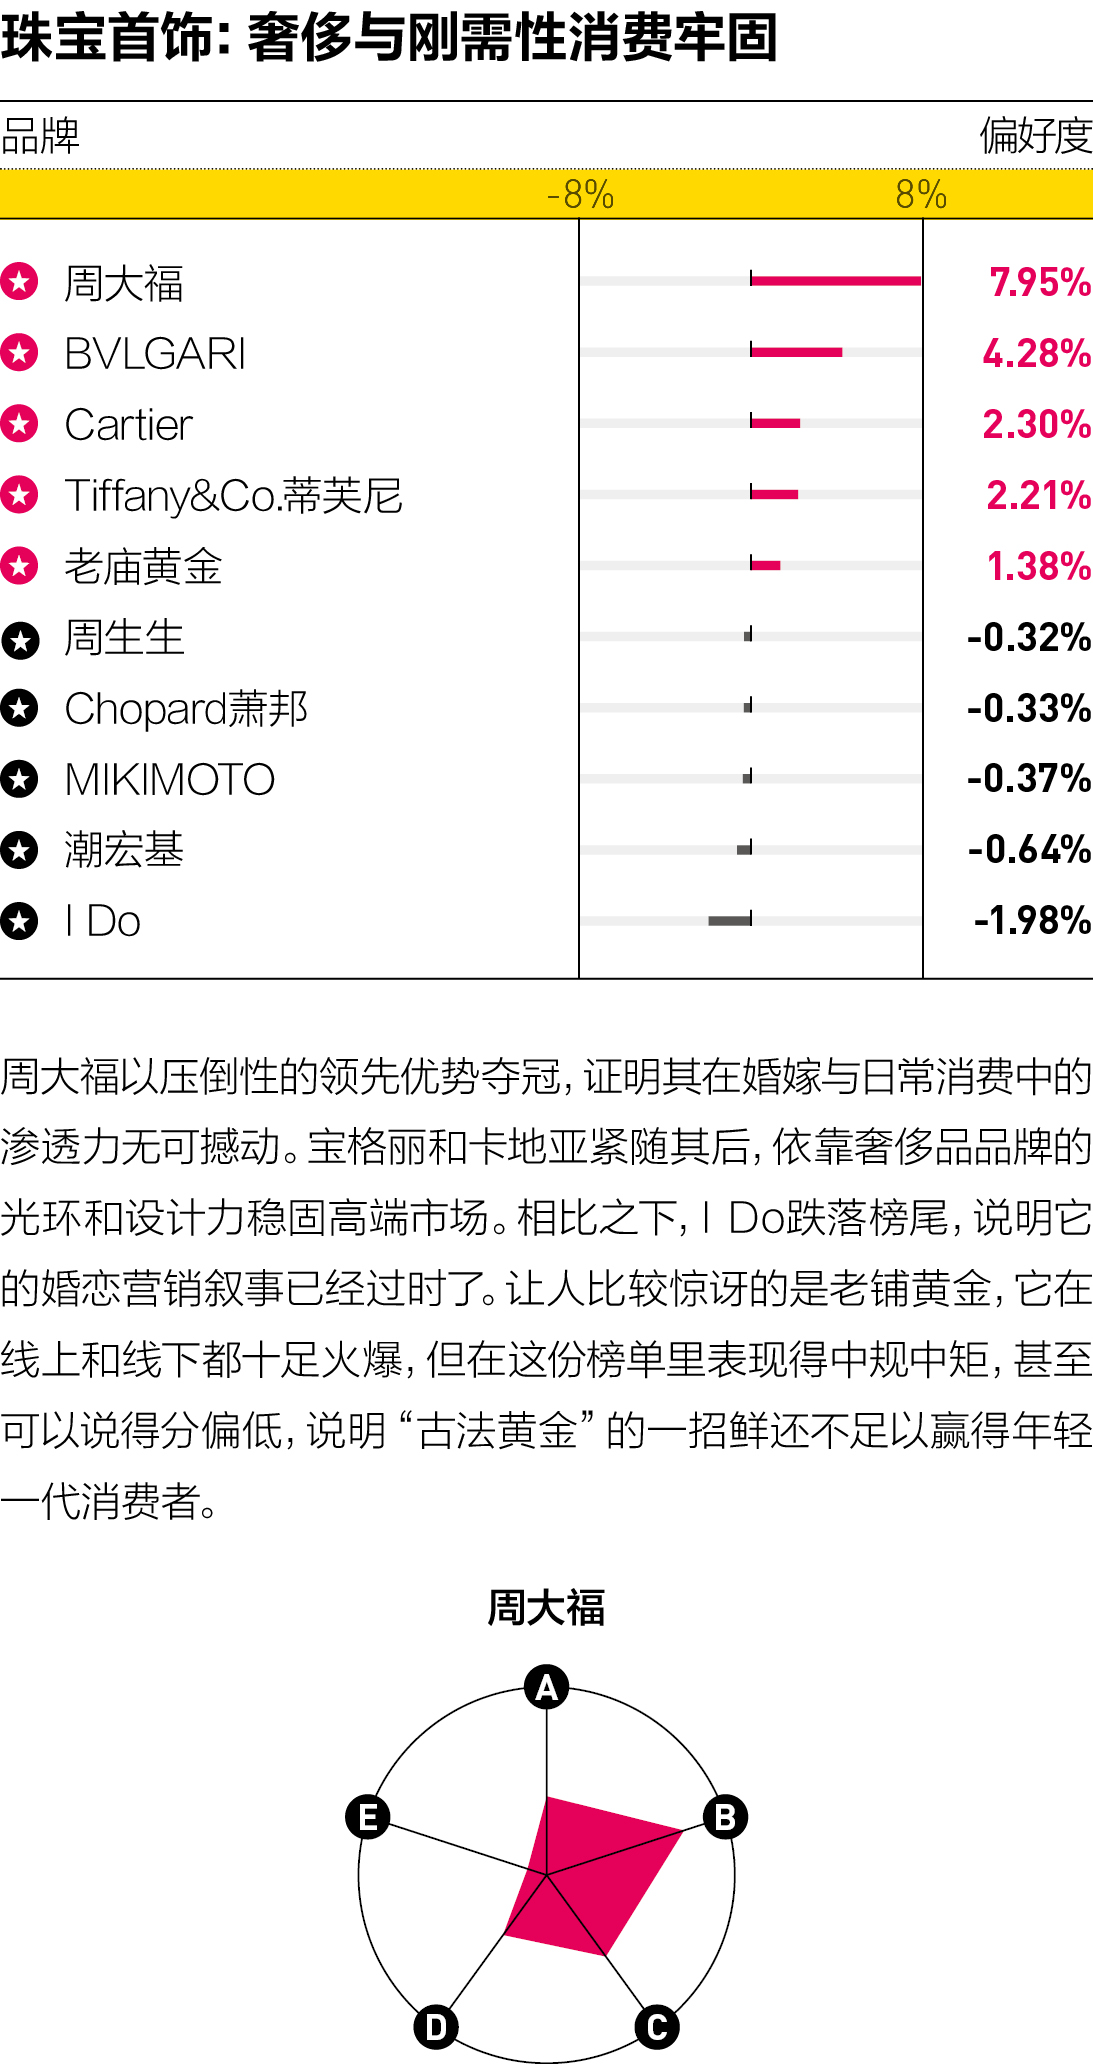 珠宝首饰：奢侈与刚需性消费牢固
品牌 偏好度
-8% 8%
周大福 7.95%
BVLGARI 4.28%
Cartier 2.30%
Tiffany&Co.蒂芙尼 2.21%
老庙黄金 1.38%
周生生 -0.32%
Chopard萧邦 -0.33%
MIKIMOTO -0.37%
潮宏基 -0.64%
I Do -1.98%
周大福以压倒性的领先优势夺冠，证明其在婚嫁与日常消费中的
渗透力无可撼动。宝格丽和卡地亚紧随其后，依靠奢侈品品牌的
光环和设计力稳固高端市场。相比之下，I Do跌落榜尾，说明它
的婚恋营销叙事已经过时了。让人比较惊讶的是老铺黄金，它在
线上和线下都十足火爆，但在这份榜单里表现得中规中矩，甚至
可以说得分偏低，说明“古法黄金”的一招鲜还不足以赢得年轻
一代消费者。
周大福
A
B
C
D
E